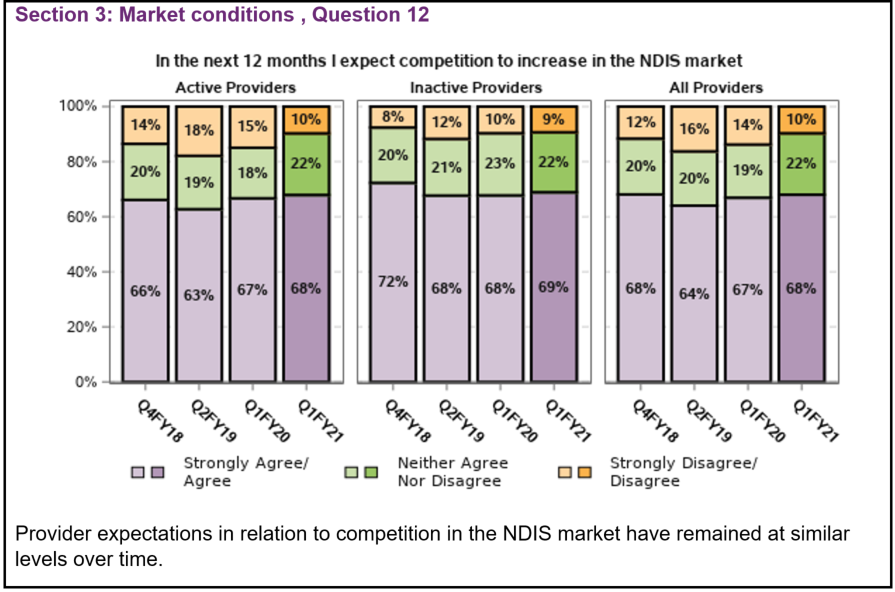 Section 3: Market conditions , Question 12
In the next 12 months I expect competition to increase in the NDIS market
Active Providers
Inactive Providers
All Providers
100%
80%
60%
40%
20%
0%
14% 18% 15% 10%
20% 19% 18% 22%
66% 63% 67% 68%
8% 12% 10% 9%
20% 21% 23% 22%
72% 68% 68% 69%
12% 16% 14% 10%
20% 20% 19% 22%
68% 64% 67% 68%
Q4FY18 Q2FY19 Q1FY20 Q1FY21
Q4FY18 Q2FY19 Q1FY20 Q1FY21
Q4FY18 Q2FY19 Q1FY20 Q1FY21
Strongly Agree/
Agree
Neither Agree
Nor Disagree
Strongly Disagree/
Disagree
Provider expectations in relation to competition in the NDIS market have remained at similar
levels over time.